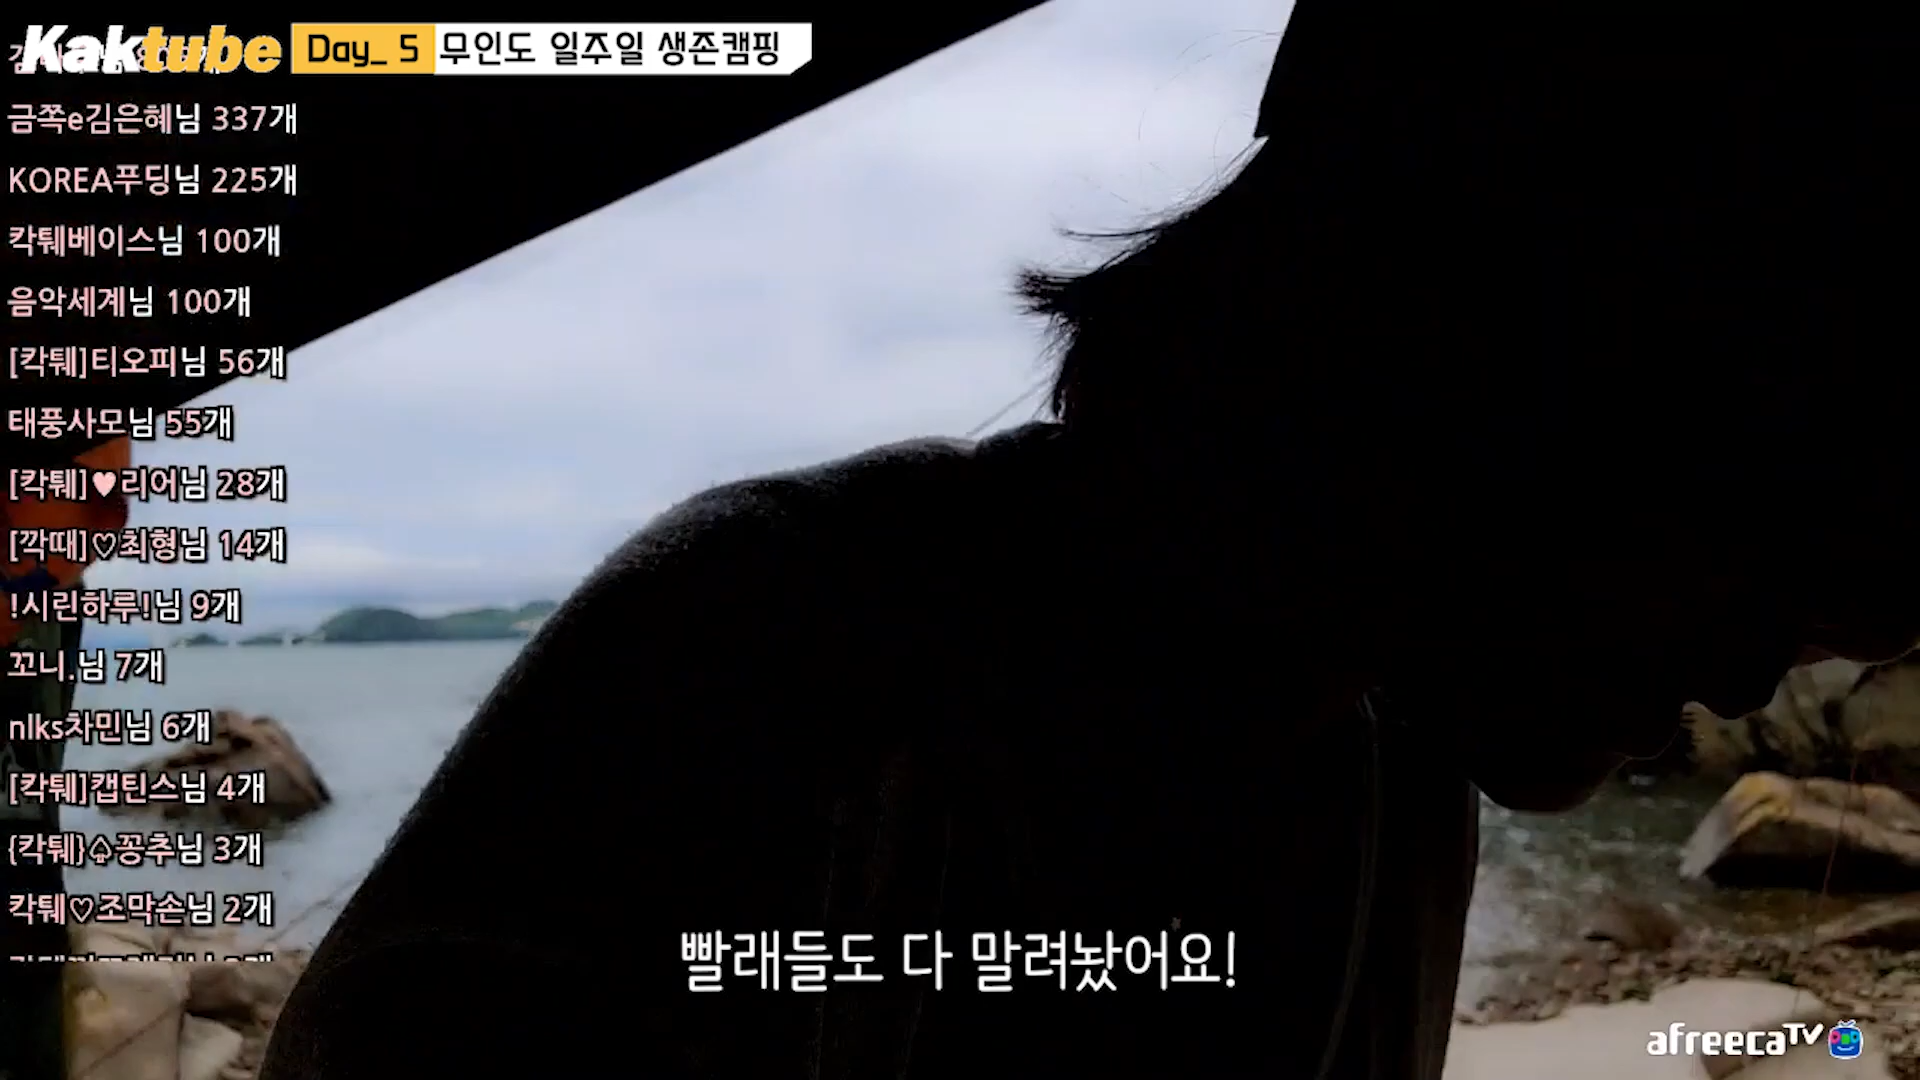 Kaktube Day_ 5 무인도 일주일 생존캠핑
금쪽e김은혜님 337개
KOREA푸딩님 225개
칵퉤베이스님 100개
음악세계님 100개
[칵퉤]티오피님 56개
태풍사모님 55개
[칵퉤]♥리어님 28개
[깍때]♡최형님 14개
!시린하루!님 9개
꼬니.님 7개
nlks차민님 6개
[칵퉤]캡틴스님 4개
{칵퉤}♤꽁추님 3개
칵퉤♡조막손님 2개
빨래들도 다 말려놨어요!
afreecaTV